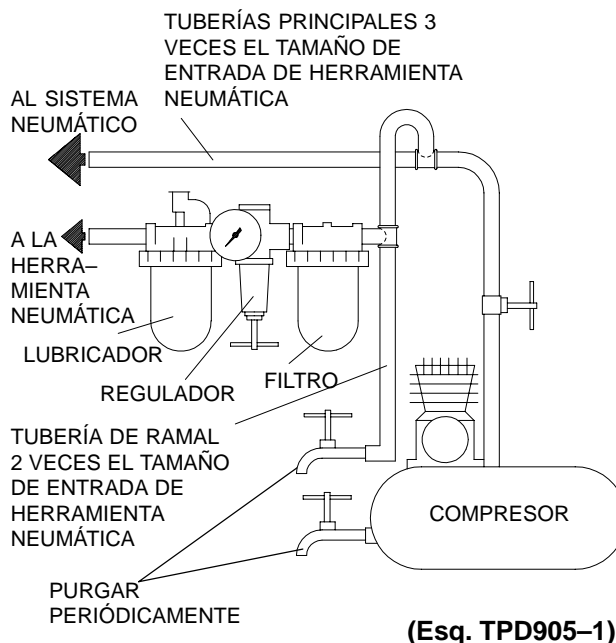 TUBERÍAS PRINCIPALES 3
VECES EL TAMAÑO DE
ENTRADA DE HERRAMIENTA
NEUMÁTICA
AL SISTEMA
NEUMÁTICO
A LA
HERRA–
MIENTA
NEUMÁTICA
LUBRICADOR
REGULADOR
FILTRO
TUBERÍA DE RAMAL
2 VECES EL TAMAÑO
DE ENTRADA DE
HERRAMIENTA
NEUMÁTICA
COMPRESOR
PURGAR
PERIÓDICAMENTE
(Esq. TPD905–1)